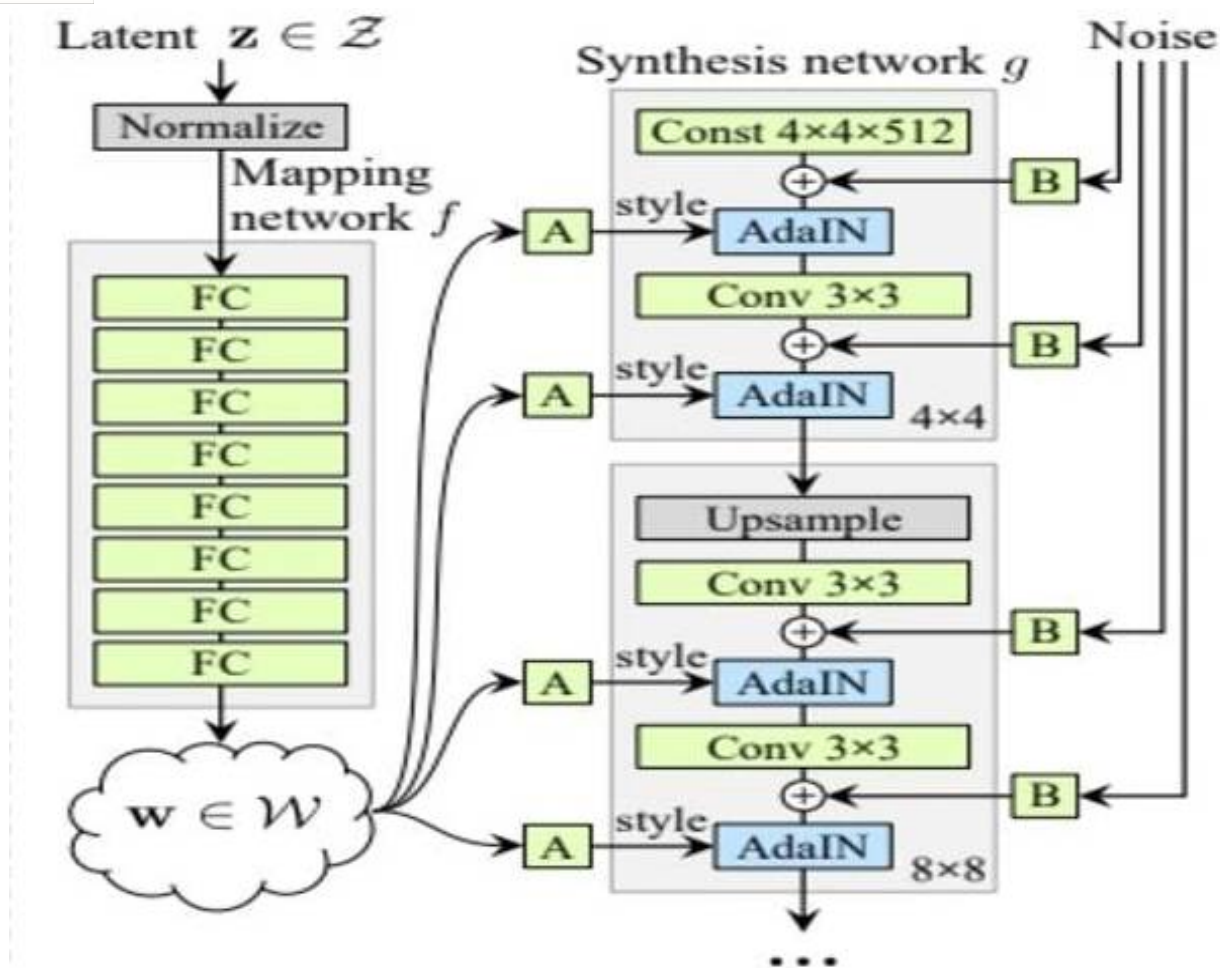 Latent z ∈ Z
Normalize
Mapping
network f
FC
FC
FC
FC
FC
FC
FC
FC
w ∈ W
Synthesis network g
Noise
Const 4×4×512
B
A
style
AdaIN
Conv 3×3
B
A
style
AdaIN
4×4
Upsample
Conv 3×3
B
A
style
AdaIN
Conv 3×3
B
A
style
AdaIN
8×8
...